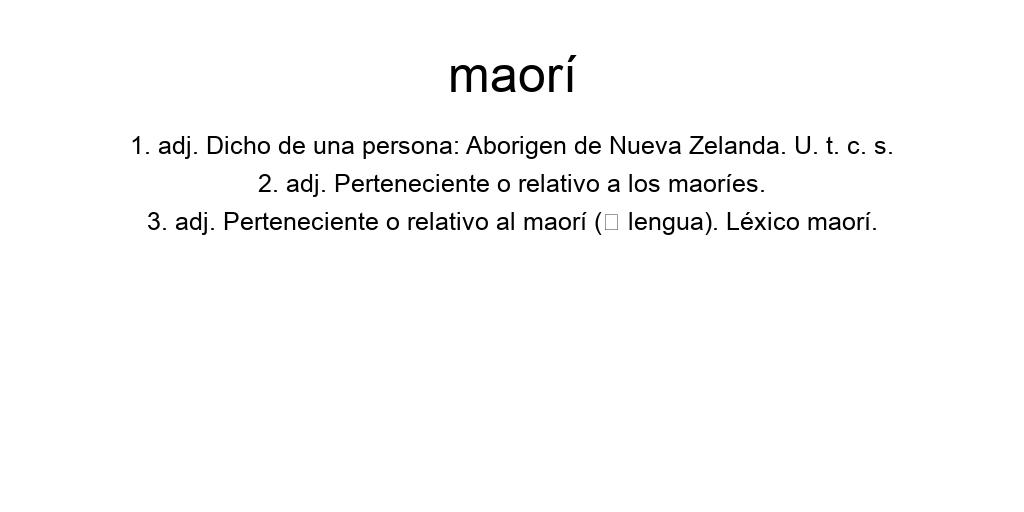 maorí
1. adj. Dicho de una persona: Aborigen de Nueva Zelanda. U. t. c. s.
2. adj. Perteneciente o relativo a los maoríes.
3. adj. Perteneciente o relativo al maorí (□ lengua). Léxico maorí.